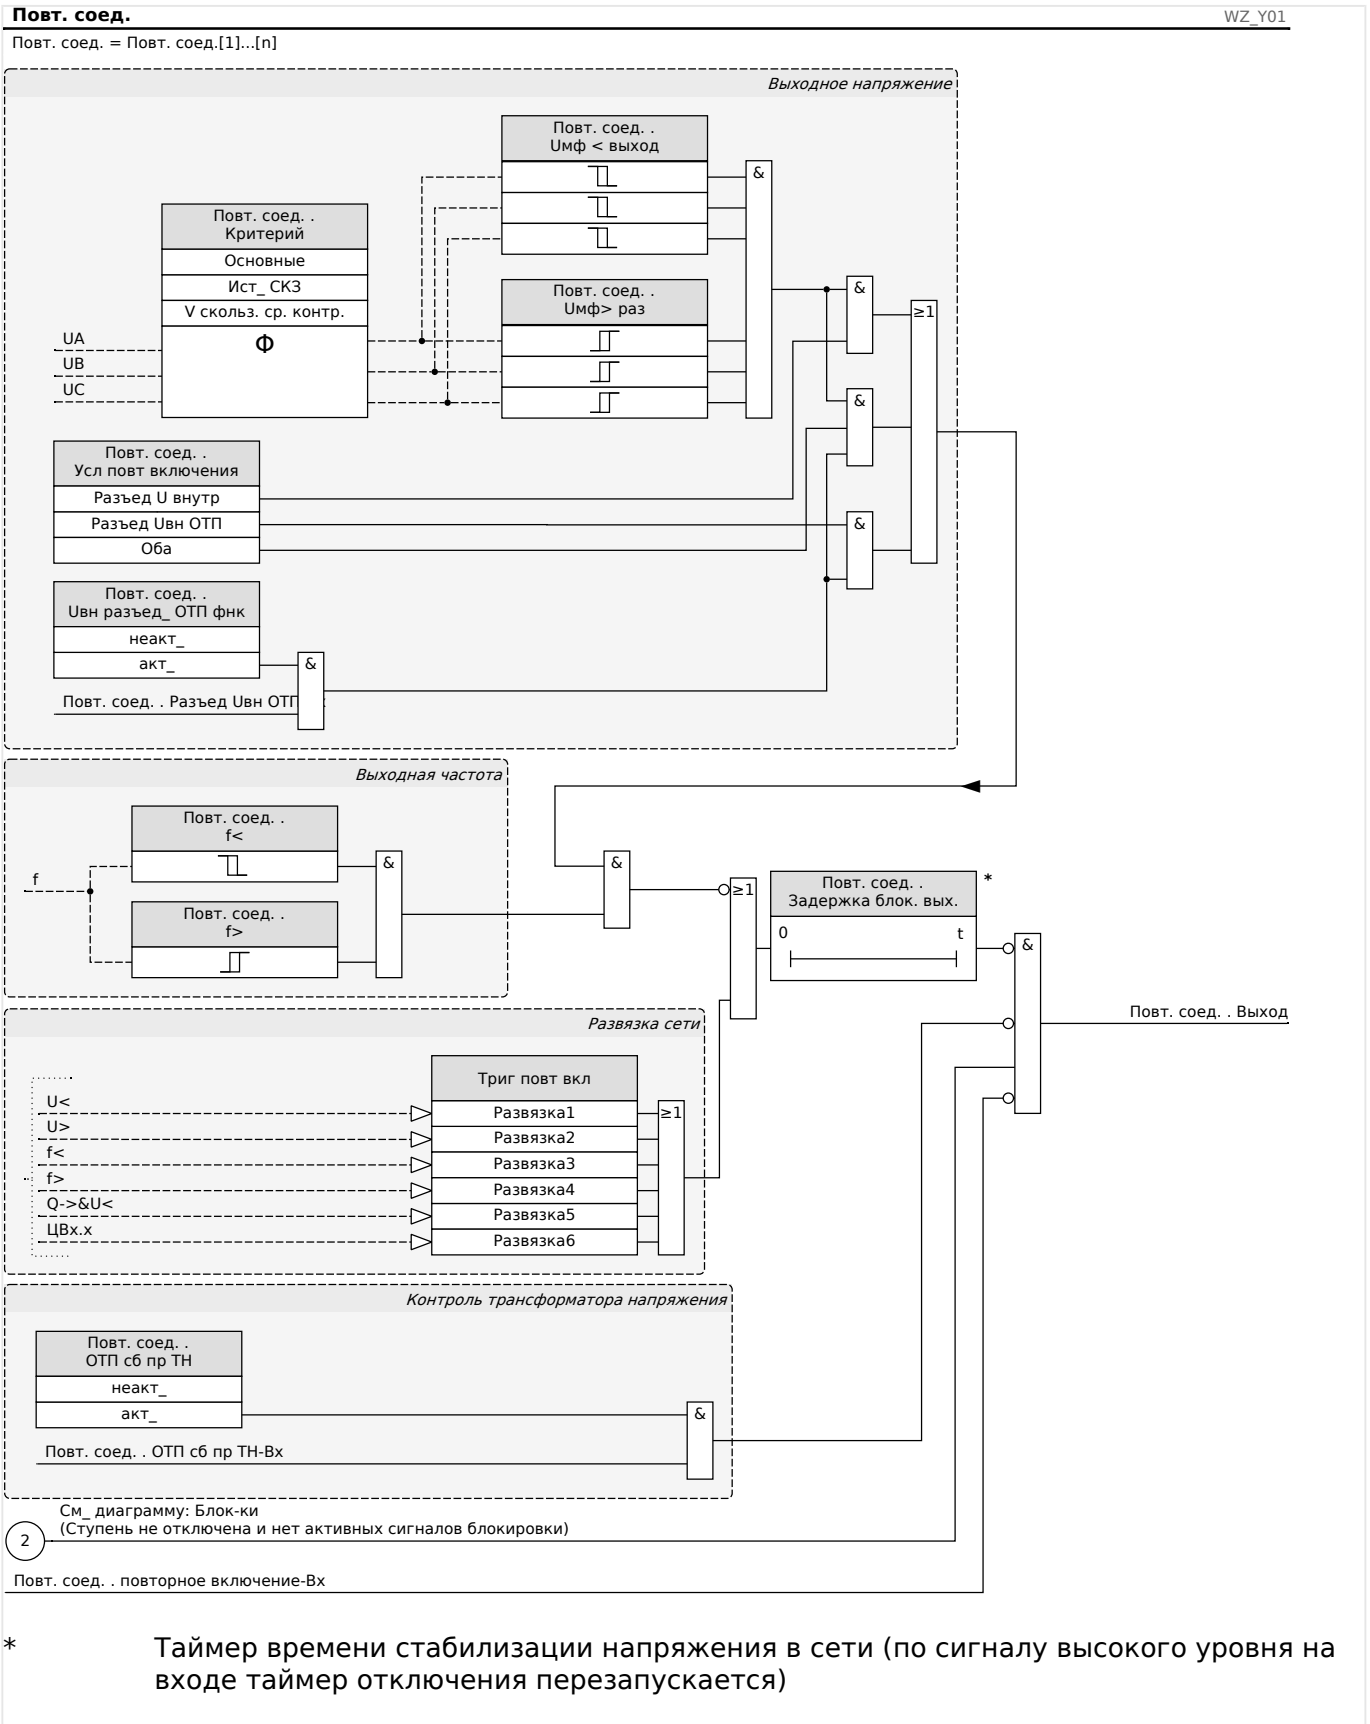 Повт. соед.
WZ_Y01
Повт. соед. = Повт. соед.[1]...[n]
Выходное напряжение
Повт. соед. .
Uмф < выход
&
Повт. соед. .
Критерий
Основные
Ист_ СКЗ
V скольз. ср. контр.
Φ
UA
UB
UC
Повт. соед. .
Uмф> раз
&
≥1
&
Повт. соед. .
Усл повт включения
Разъед U внутр
Разъед Uвн ОТП
Оба
&
Повт. соед. .
Uвн разъед_ ОТП фнк
неакт_
акт_
&
Повт. соед. . Разъед Uвн ОТП
Выходная частота
Повт. соед. .
f<
f
Повт. соед. .
f>
&
&
≥1
Повт. соед. .
Задержка блок. вых.
*
0 t
&
Повт. соед. . Выход
Развязка сети
Триг повт вкл
U<
Развязка1
≥1
U>
Развязка2
f<
Развязка3
f>
Развязка4
Q->&U<
Развязка5
ЦВх.x
Развязка6
Контроль трансформатора напряжения
Повт. соед. .
ОТП сб пр ТН
неакт_
акт_
&
Повт. соед. . ОТП сб пр ТН-Вх
См_ диаграмму: Блок-ки
(Ступень не отключена и нет активных сигналов блокировки)
2
Повт. соед. . повторное включение-Вх
* Таймер времени стабилизации напряжения в сети (по сигналу высокого уровня на
входе таймер отключения перезапускается)